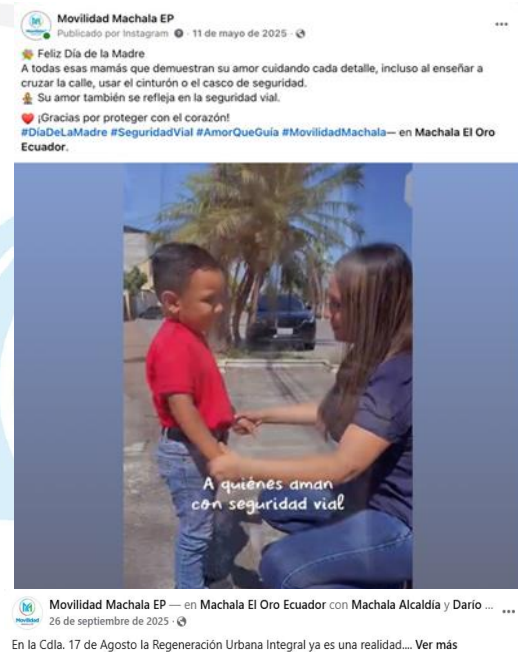 Movilidad Machala EP
Publicado por Instagram · 11 de mayo de 2025 ·
Feliz Día de la Madre
A todas esas mamás que demuestran su amor cuidando cada detalle, incluso al enseñar a
cruzar la calle, usar el cinturón o el casco de seguridad.
Su amor también se refleja en la seguridad vial.
¡Gracias por proteger con el corazón!
#DíaDeLaMadre #SeguridadVial #AmorQueGuía #MovilidadMachala— en Machala El Oro
Ecuador.
A quiénes aman
con seguridad vial
Movilidad Machala EP — en Machala El Oro Ecuador con Machala Alcaldía y Darío ...
26 de septiembre de 2025 ·
En la Cdla. 17 de Agosto la Regeneración Urbana Integral ya es una realidad.... Ver más